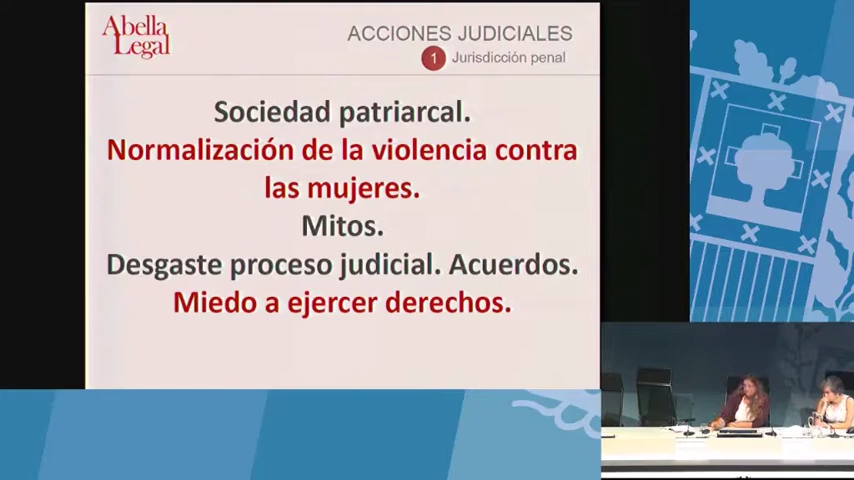 Abella
Legal
ACCIONES JUDICIALES
1 Jurisdicción penal
Sociedad patriarcal.
Normalización de la violencia contra
las mujeres.
Mitos.
Desgaste proceso judicial. Acuerdos.
Miedo a ejercer derechos.